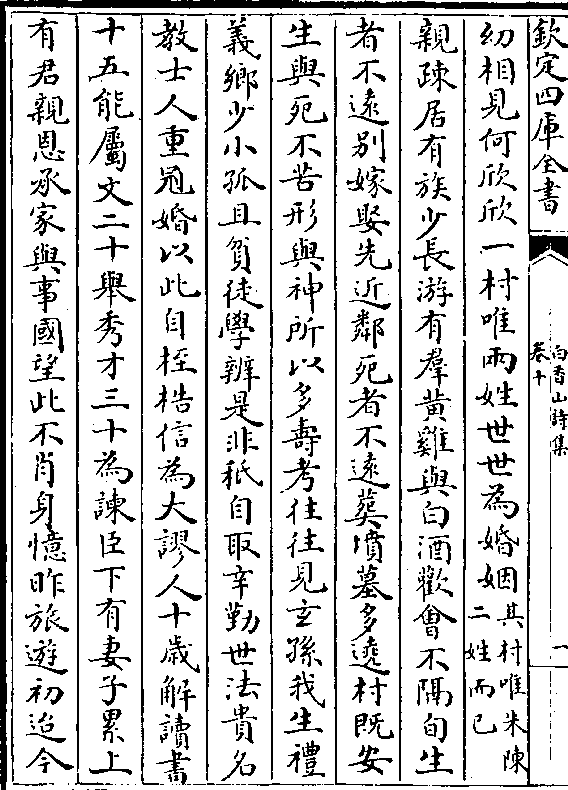 欽定四庫全書
白香山詩集
卷十
一
幼相見何欣欣一村唯兩姓世世為婚姻其村唯朱陳二姓而已
親疎居有族少長游有羣黃雞與白酒歡會不隔旬生
者不遠別嫁娶先近鄰死者不遠葬墳墓多遶村既安
生與死不苦形與神所以多壽考往往見玄孫我生禮
義鄉少小孤且貧徒學辨是非秖自取辛勤世法貴名
教士人重冠婚以此自桎梏信為大謬人十歲解讀書
十五能屬文二十舉秀才三十為諫臣下有妻子累上
有君親恩承家與事國望此不肖身憶昨旅遊初迨今